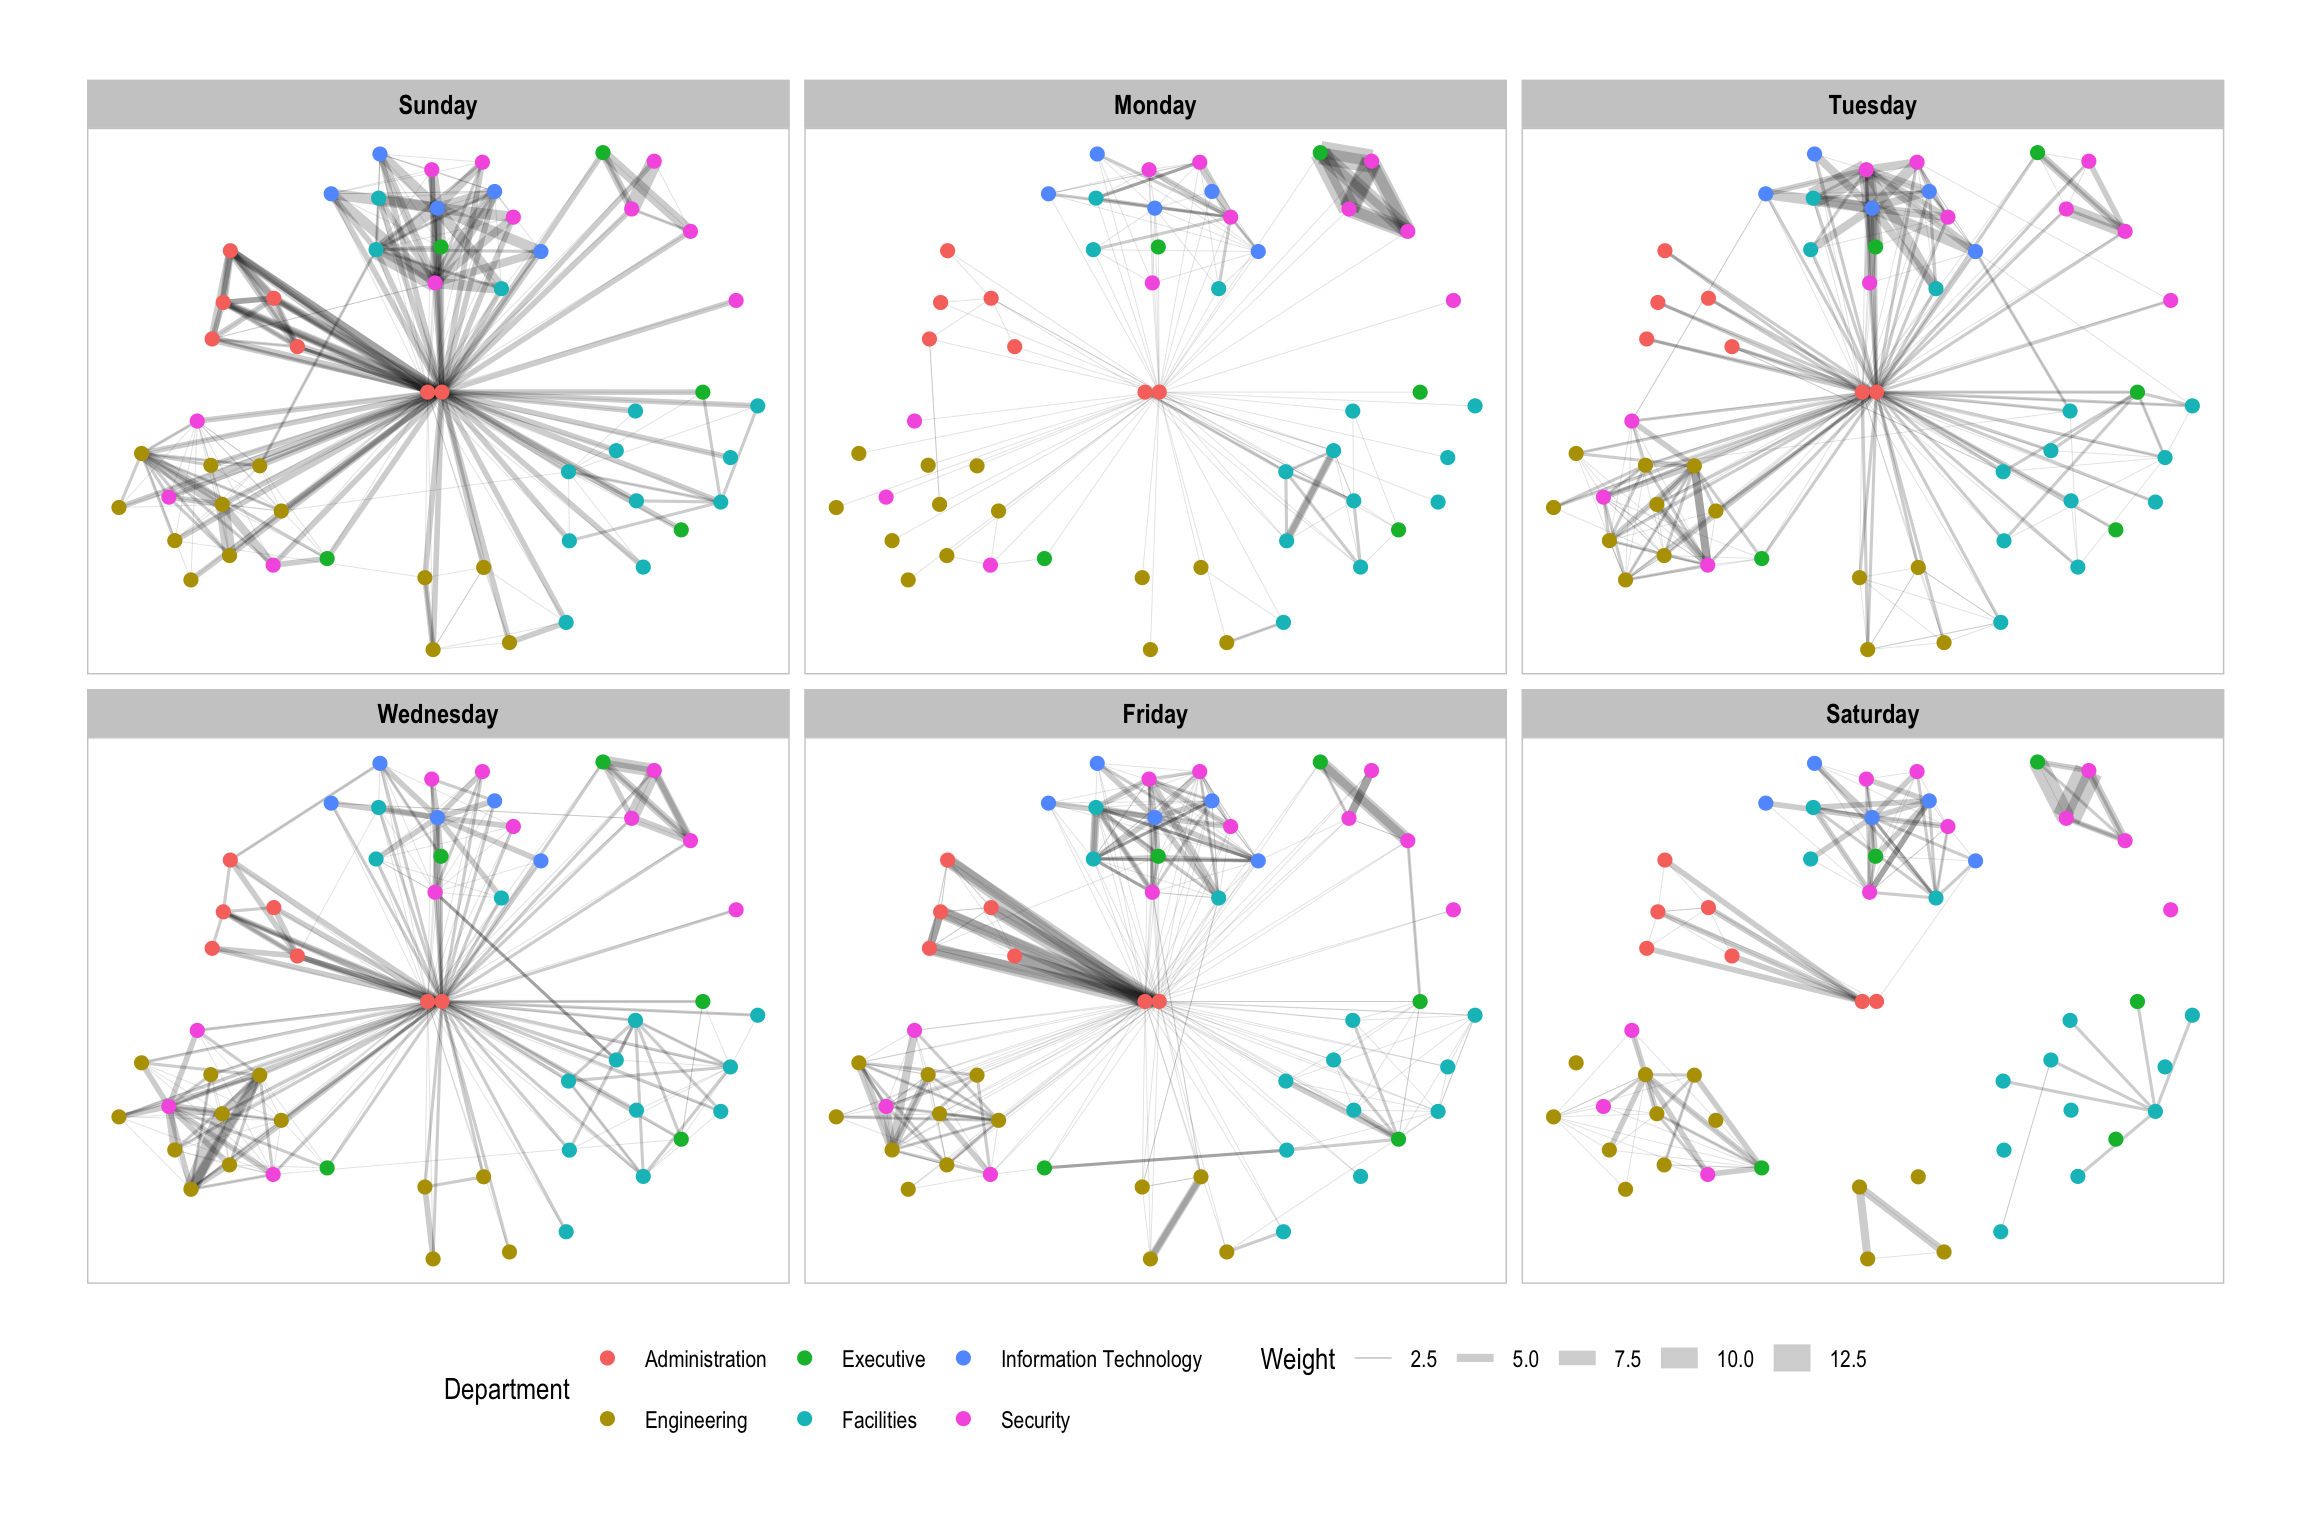 Sunday
Monday
Tuesday
Wednesday
Friday
Saturday
Department
Administration
Executive
Information Technology
Engineering
Facilities
Security
Weight
2.5
5.0
7.5
10.0
12.5